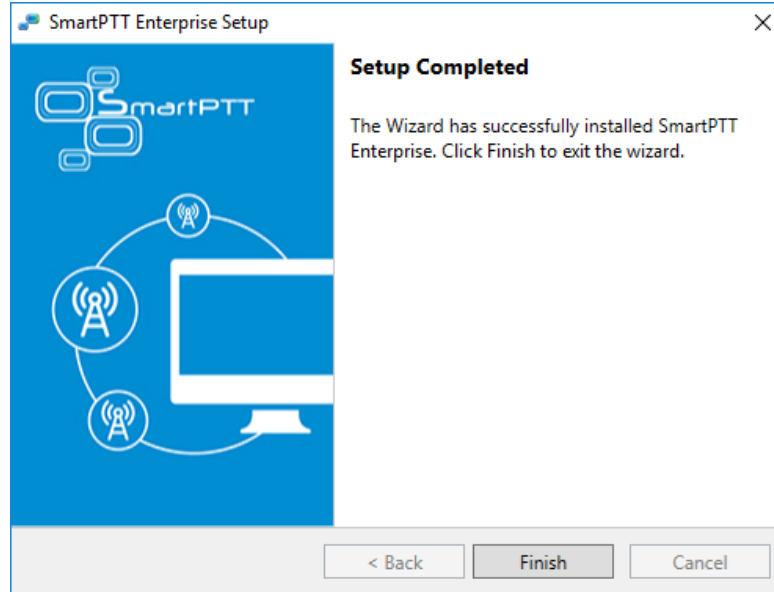 SmartPTT Enterprise Setup
SmartPTT
Setup Completed
The Wizard has successfully installed SmartPTT
Enterprise. Click Finish to exit the wizard.
< Back
Finish
Cancel